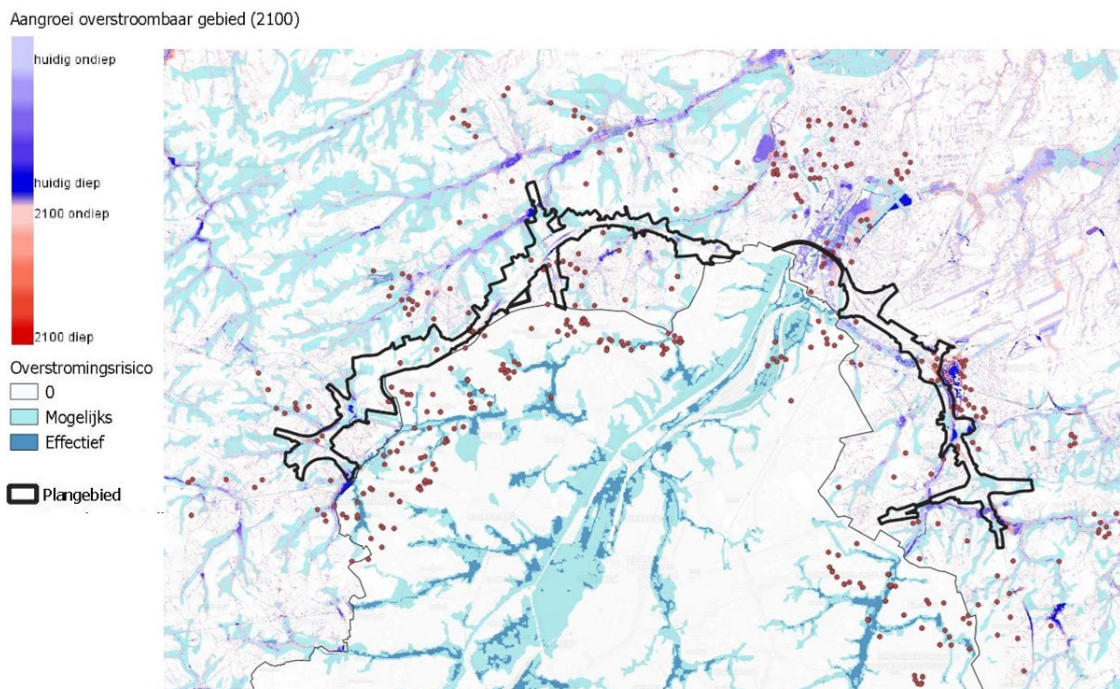 Aangroei overstroombaar gebied (2100)
huidig ondiep
huidig diep
2100 ondiep
2100 diep
Overstromingsrisico
0
Mogelijks
Effectief
Plangebied